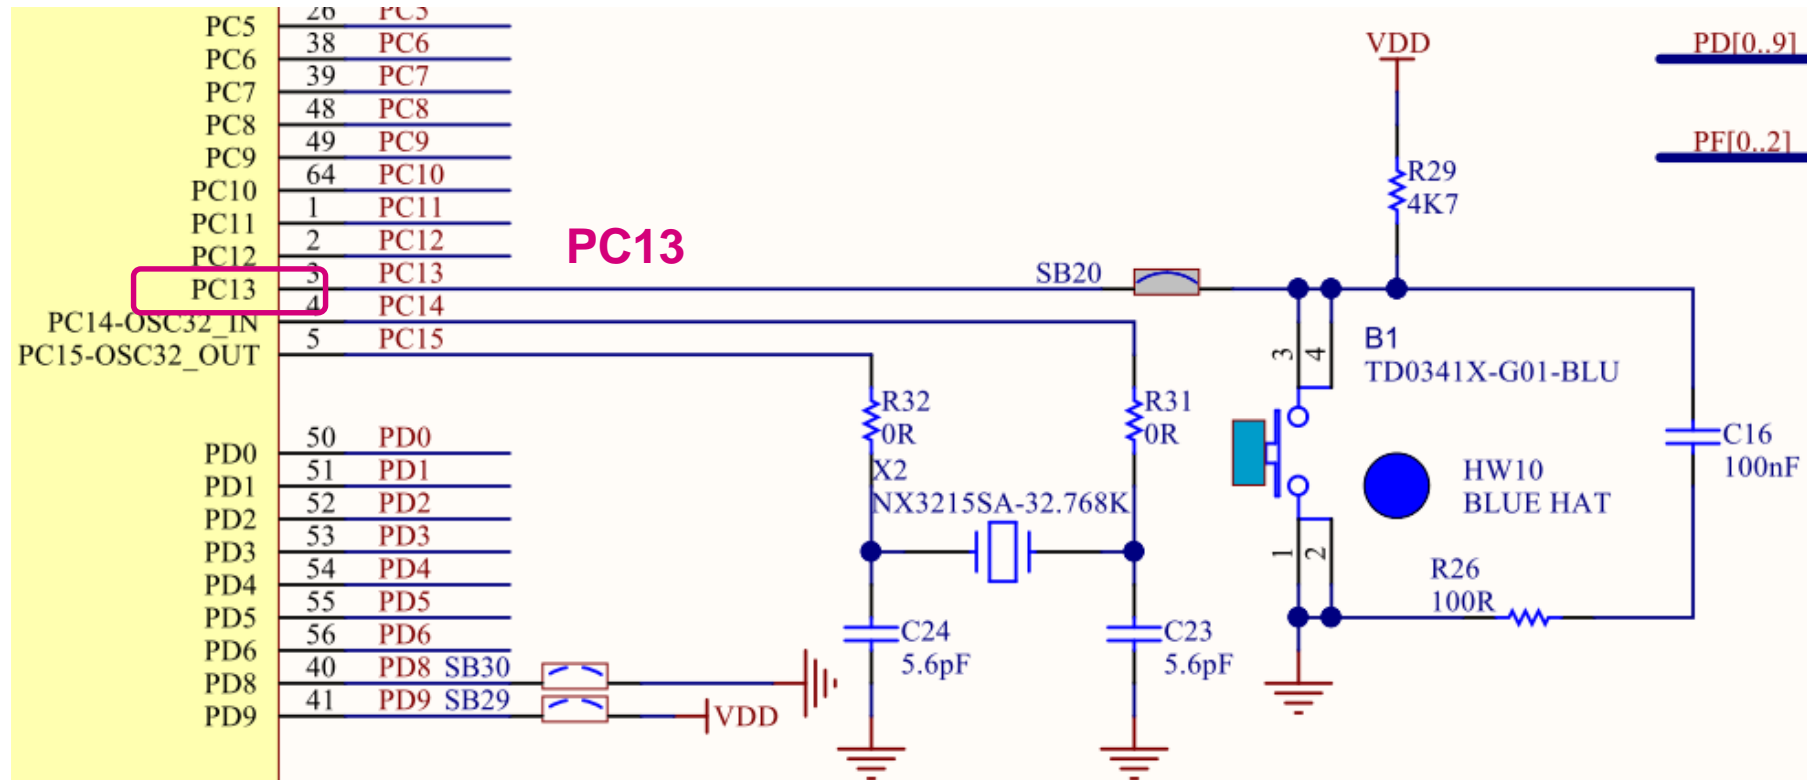 PC5 26 PC5
PC6 38 PC6
PC7 39 PC7
PC8 48 PC8
PC9 49 PC9
PC10 64 PC10
PC11 1 PC11
PC12 2 PC12
PC13 3 PC13
PC14-OSC32_IN 4 PC14
PC15-OSC32_OUT 5 PC15
PC13
SB20
VDD
R29
4K7
PD[0..9]
PF[0..2]
B1
TD0341X-G01-BLU
3
4
1
2
HW10
BLUE HAT
C16
100nF
R26
100R
R32
0R
R31
0R
X2
NX3215SA-32.768K
C24
5.6pF
C23
5.6pF
PD0 50 PD0
PD1 51 PD1
PD2 52 PD2
PD3 53 PD3
PD4 54 PD4
PD5 55 PD5
PD6 56 PD6
PD8 40 PD8 SB30
PD9 41 PD9 SB29
VDD